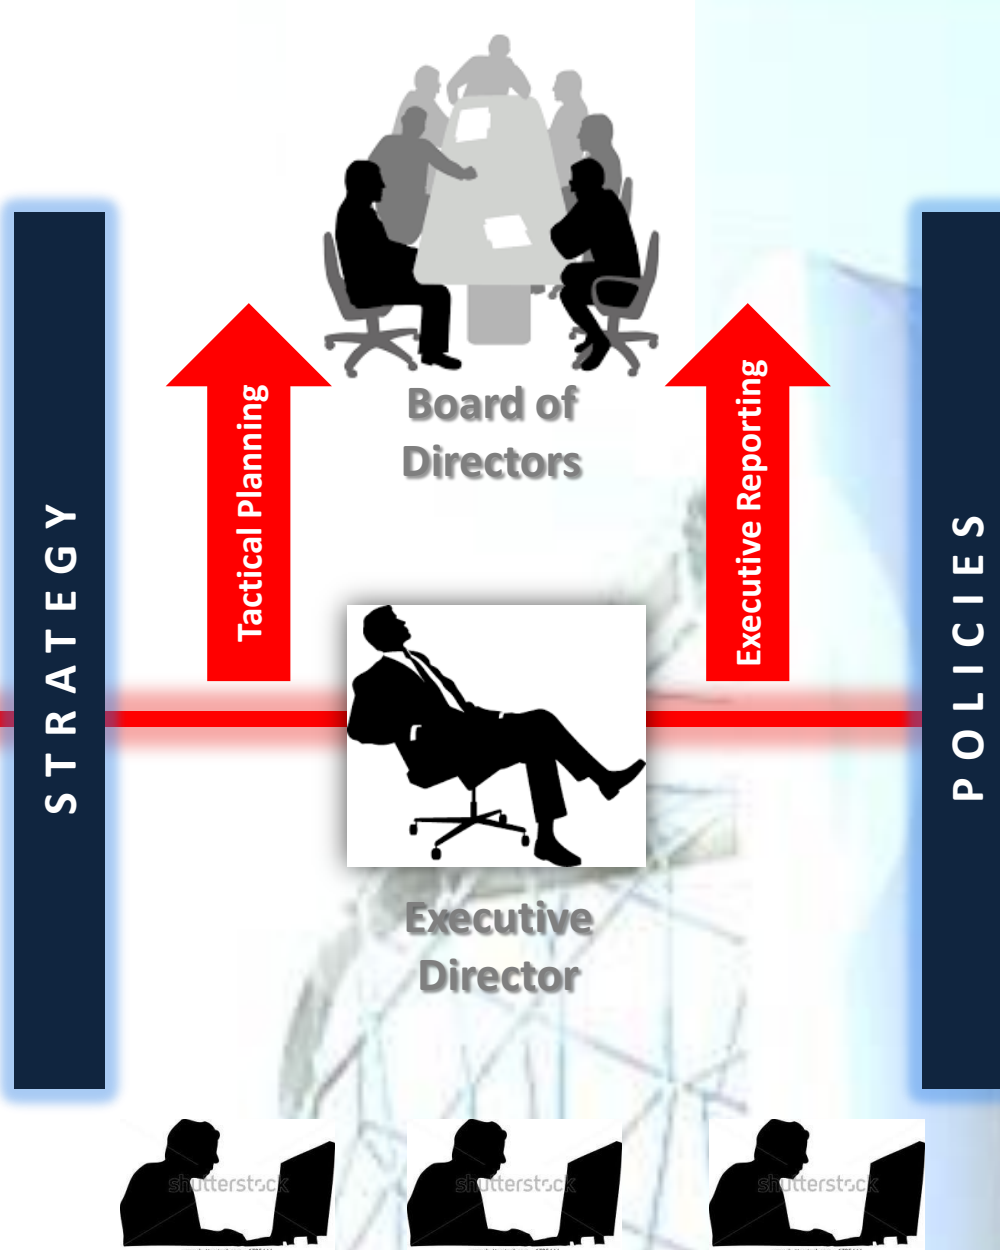 Board of
Directors
Tactical Planning
Executive Reporting
STRATEGY
POLICIES
Executive
Director
shutterstock
shutterstock
shutterstock